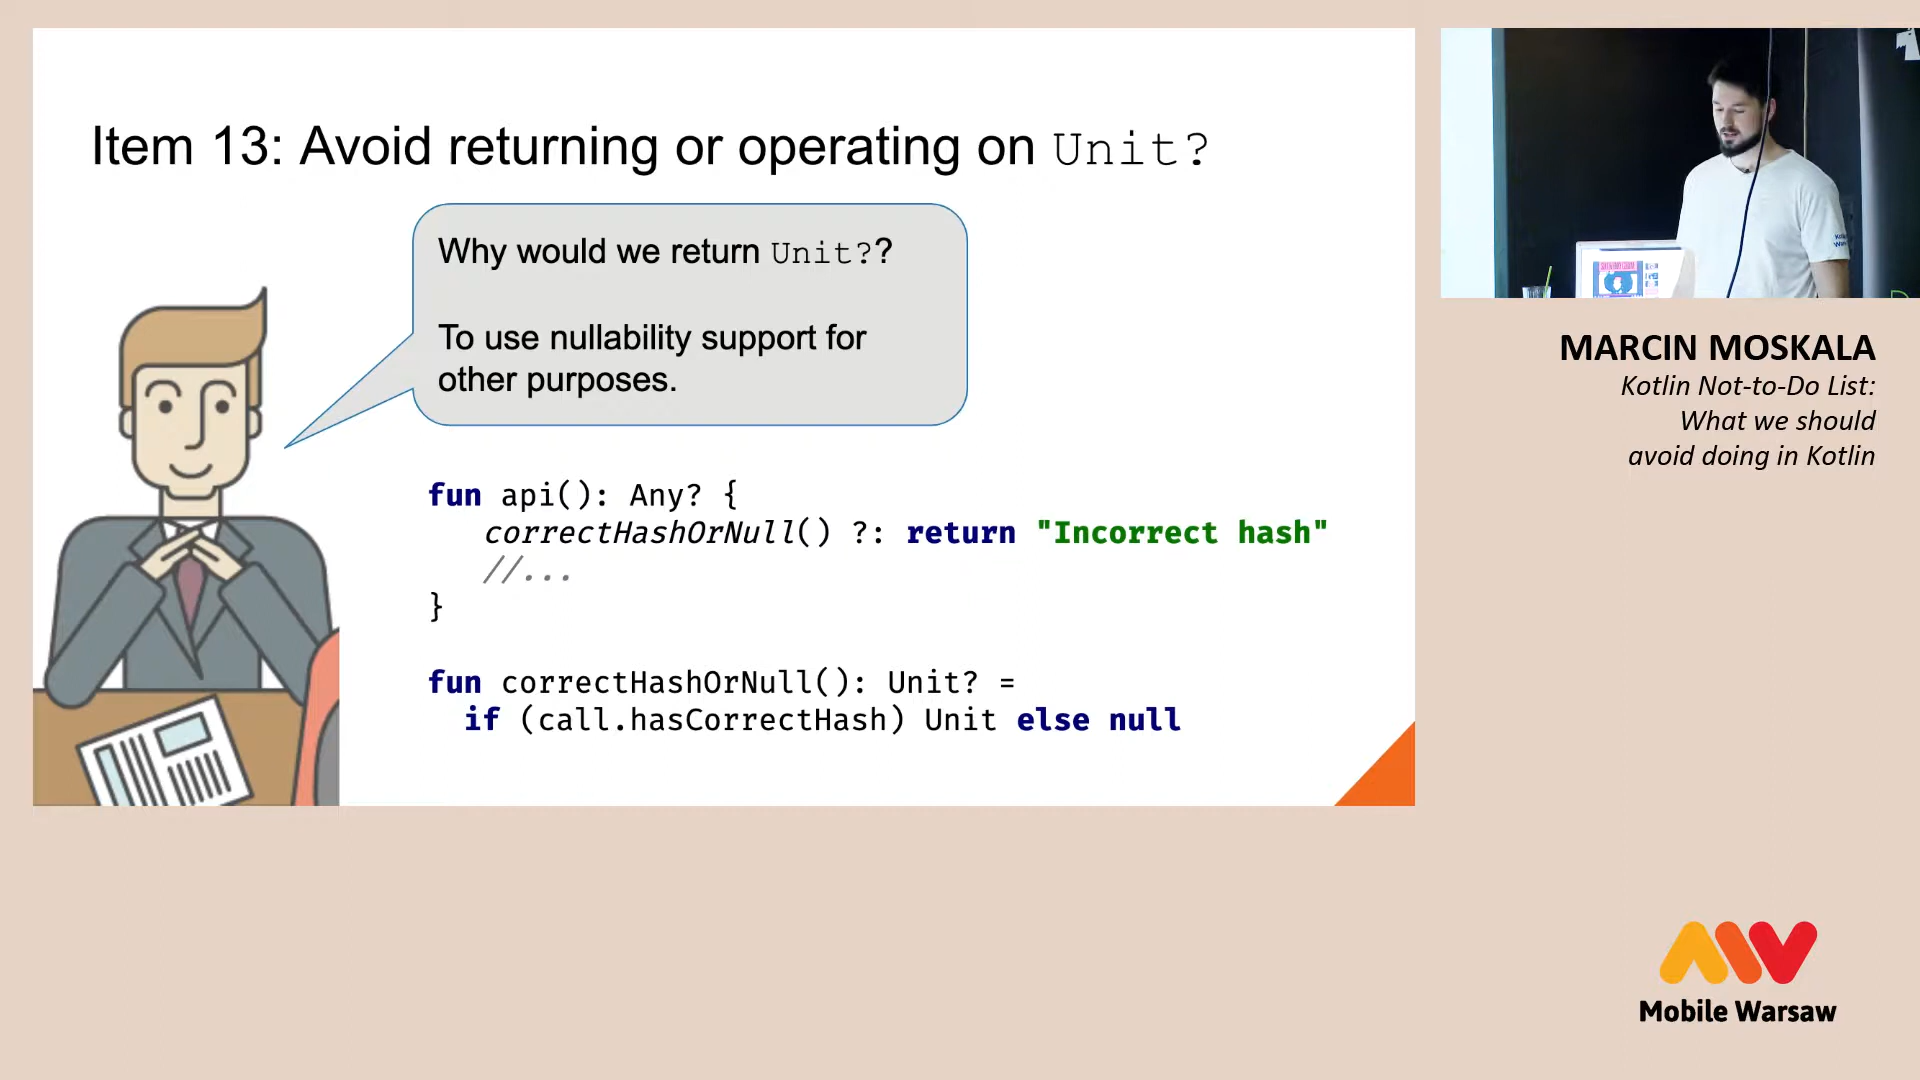 Item 13: Avoid returning or operating on Unit?
Why would we return Unit??
To use nullability support for
other purposes.
fun api(): Any? {
correctHashOrNull() ?: return "Incorrect hash"
//...
}
fun correctHashOrNull(): Unit? =
if (call.hasCorrectHash) Unit else null
MARCIN MOSKALA
Kotlin Not-to-Do List:
What we should
avoid doing in Kotlin
Mobile Warsaw